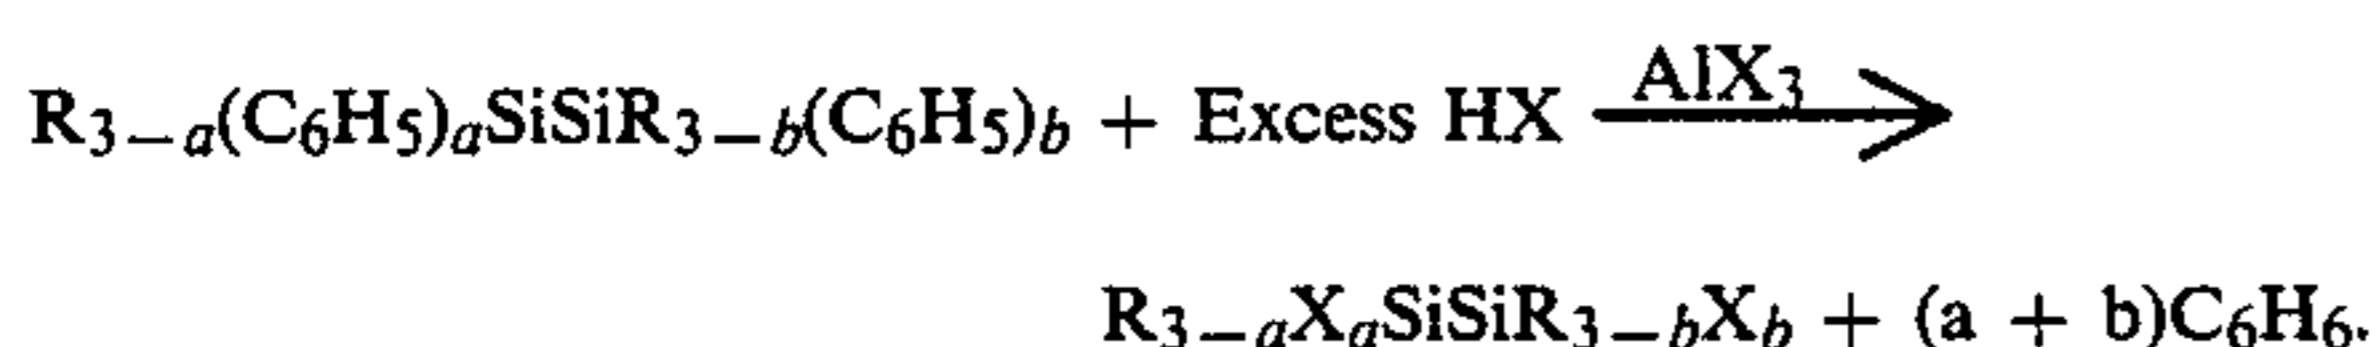 R₃₋ₐ(C₆H₅)ₐSiSiR₃₋b(C₆H₅)b + Excess HX AlX₃ →
R₃₋ₐXₐSiSiR₃₋bXb + (a + b)C₆H₆.